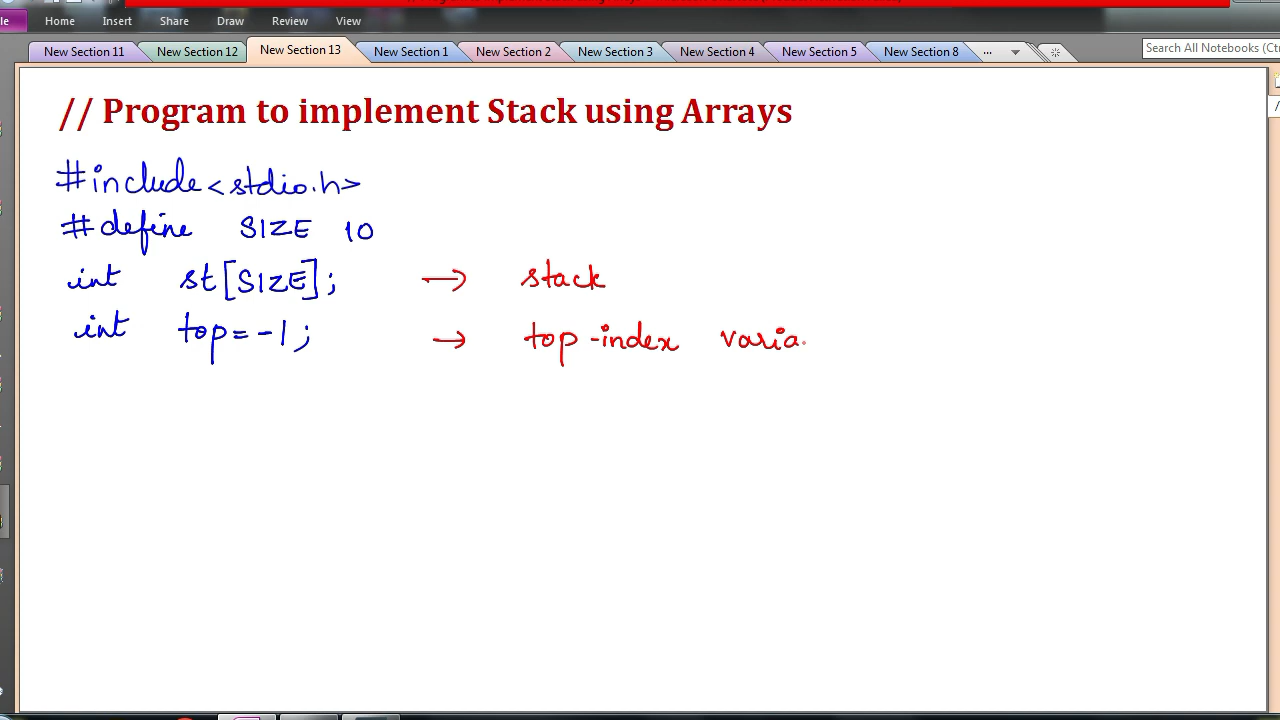 Home Insert Share Draw Review View
New Section 11 New Section 12 New Section 13 New Section 1 New Section 2 New Section 3 New Section 4 New Section 5 New Section 8 ... Search All Notebooks (Ctr
// Program to implement Stack using Arrays
#include<stdio.h>
#define SIZE 10
int st[SIZE]; → stack
int top=-1; → top-index varia